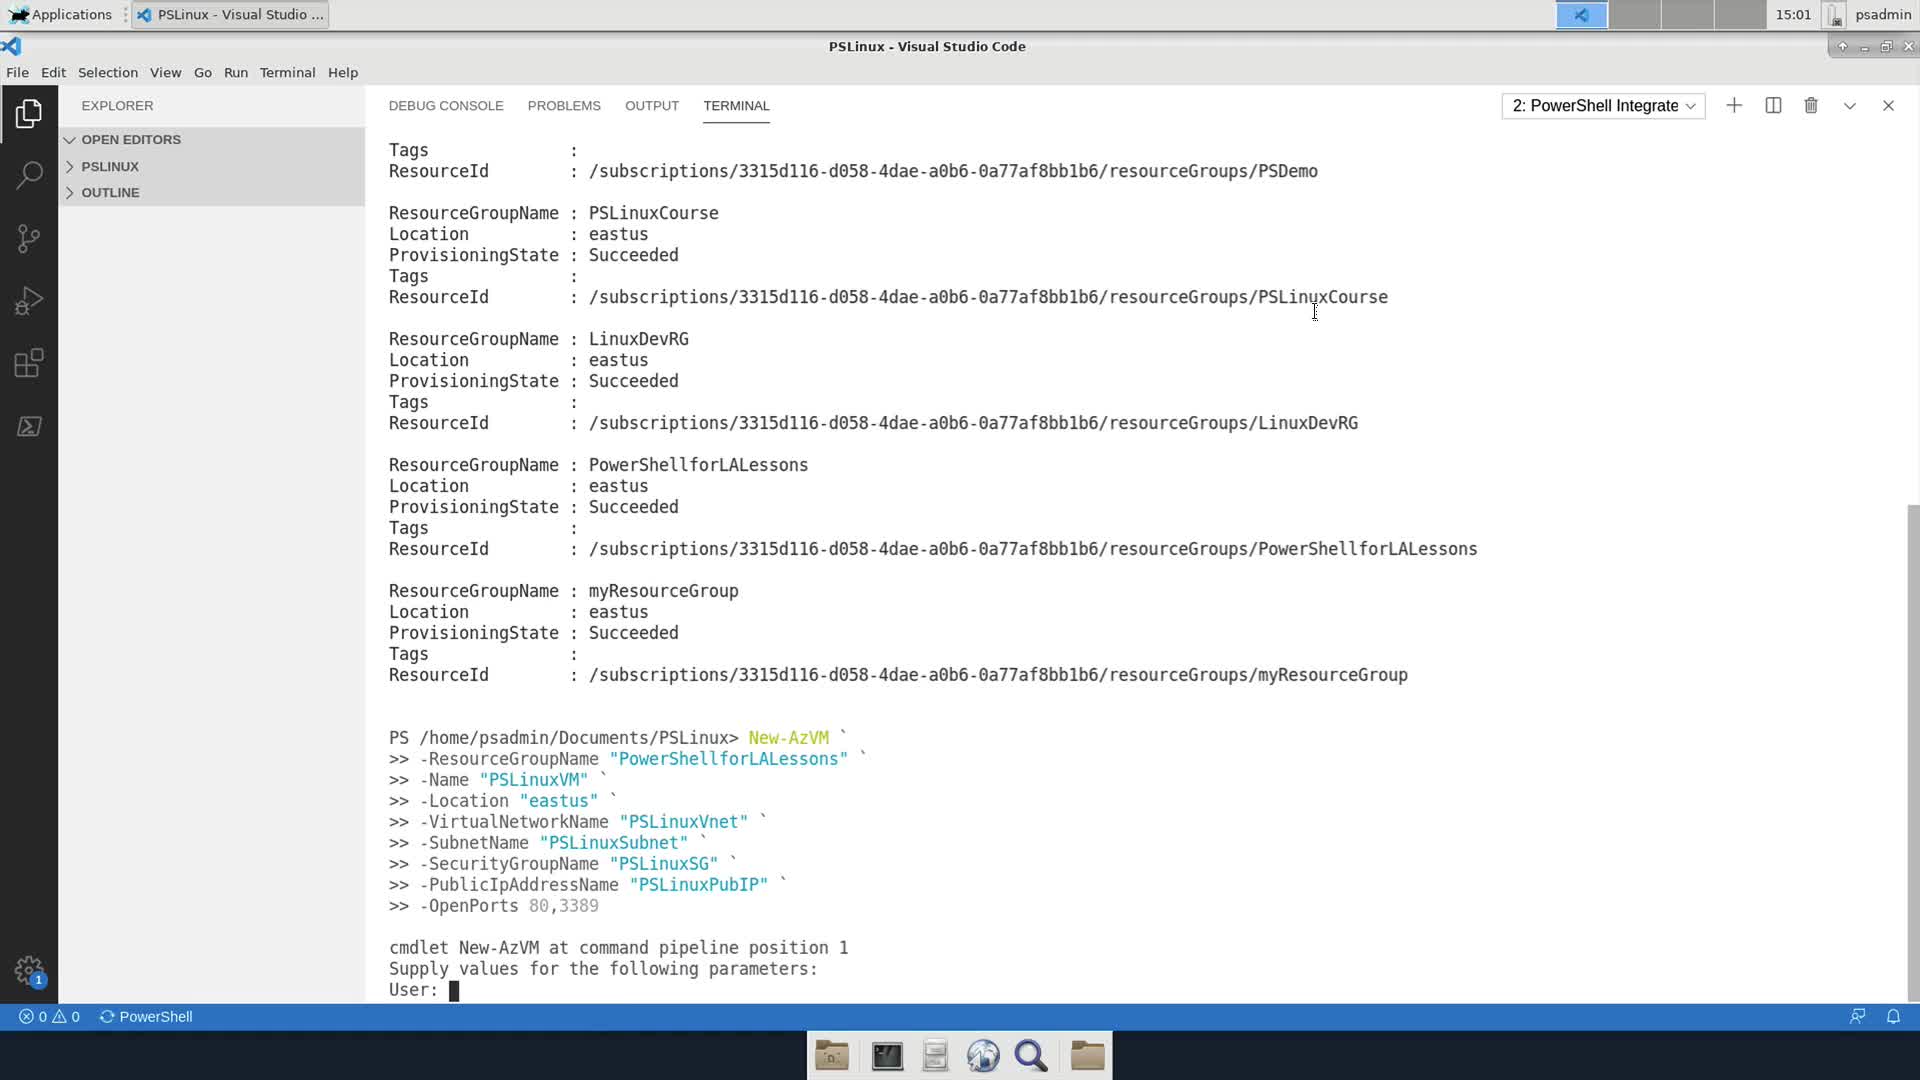 Applications
PSLinux - Visual Studio ...
15:01
psadmin
PSLinux - Visual Studio Code
File Edit Selection View Go Run Terminal Help
EXPLORER
DEBUG CONSOLE PROBLEMS OUTPUT TERMINAL
2: PowerShell Integrate
OPEN EDITORS
PSLINUX
OUTLINE
Tags :
ResourceId : /subscriptions/3315d116-d058-4dae-a0b6-0a77af8bb1b6/resourceGroups/PSDemo
ResourceGroupName : PSLinuxCourse
Location : eastus
ProvisioningState : Succeeded
Tags :
ResourceId : /subscriptions/3315d116-d058-4dae-a0b6-0a77af8bb1b6/resourceGroups/PSLinuxCourse
ResourceGroupName : LinuxDevRG
Location : eastus
ProvisioningState : Succeeded
Tags :
ResourceId : /subscriptions/3315d116-d058-4dae-a0b6-0a77af8bb1b6/resourceGroups/LinuxDevRG
ResourceGroupName : PowerShellforLALessons
Location : eastus
ProvisioningState : Succeeded
Tags :
ResourceId : /subscriptions/3315d116-d058-4dae-a0b6-0a77af8bb1b6/resourceGroups/PowerShellforLALessons
ResourceGroupName : myResourceGroup
Location : eastus
ProvisioningState : Succeeded
Tags :
ResourceId : /subscriptions/3315d116-d058-4dae-a0b6-0a77af8bb1b6/resourceGroups/myResourceGroup
PS /home/psadmin/Documents/PSLinux> New-AzVM `
>> -ResourceGroupName "PowerShellforLALessons" `
>> -Name "PSLinuxVM" `
>> -Location "eastus" `
>> -VirtualNetworkName "PSLinuxVnet" `
>> -SubnetName "PSLinuxSubnet" `
>> -SecurityGroupName "PSLinuxSG" `
>> -PublicIpAddressName "PSLinuxPubIP" `
>> -OpenPorts 80,3389
cmdlet New-AzVM at command pipeline position 1
Supply values for the following parameters:
User:
1
0 0 PowerShell